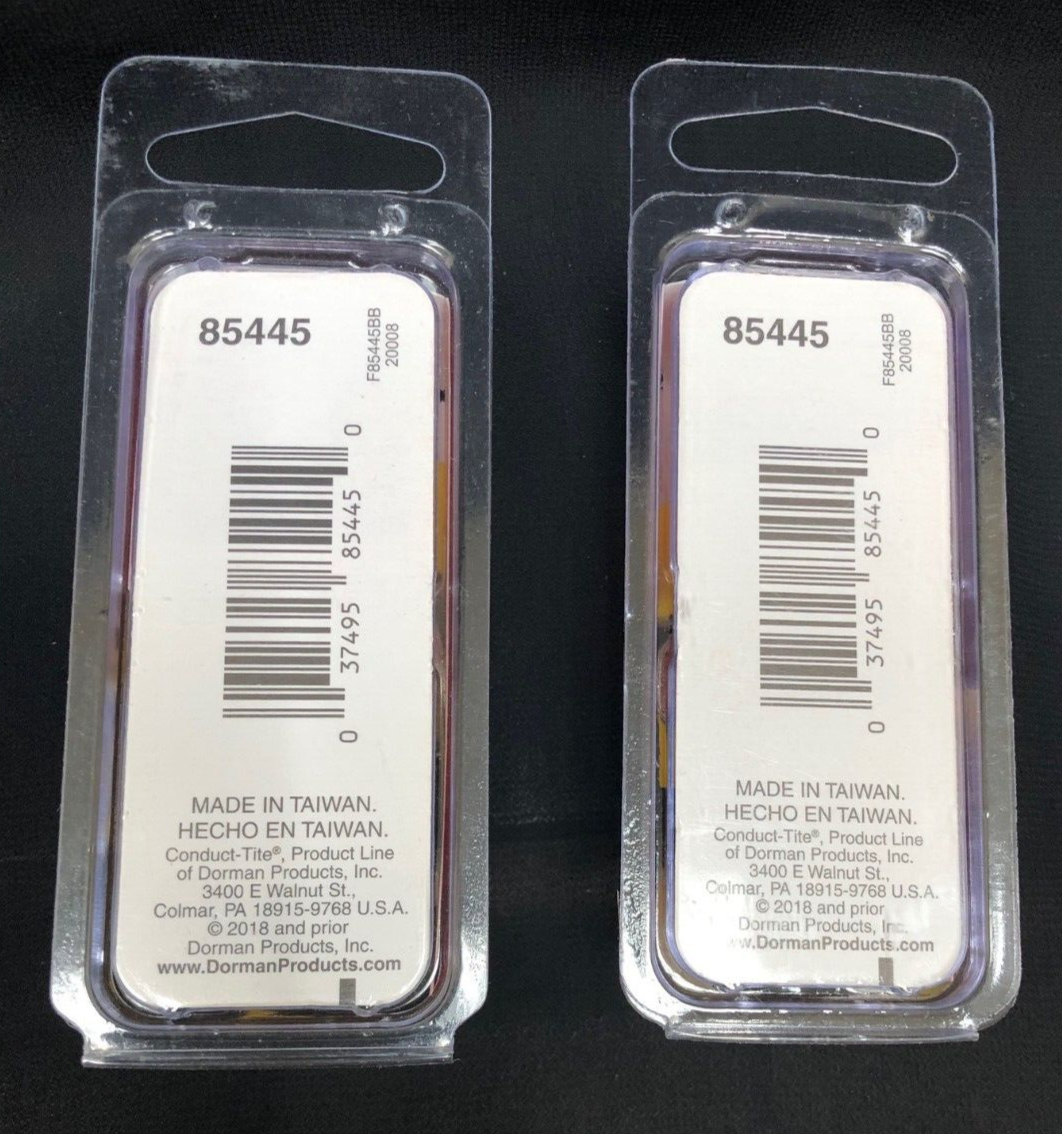 85445
F85445BB
20008
0 37495 85445 0
MADE IN TAIWAN.
HECHO EN TAIWAN.
Conduct-Tite®, Product Line
of Dorman Products, Inc.
3400 E Walnut St.,
Colmar, PA 18915-9768 U.S.A.
© 2018 and prior
Dorman Products, Inc.
www.DormanProducts.com
85445
F85445BB
20008
0 37495 85445 0
MADE IN TAIWAN.
HECHO EN TAIWAN.
Conduct-Tite®, Product Line
of Dorman Products, Inc.
3400 E Walnut St.,
Colmar, PA 18915-9768 U.S.A.
© 2018 and prior
Dorman Products, Inc.
www.DormanProducts.com